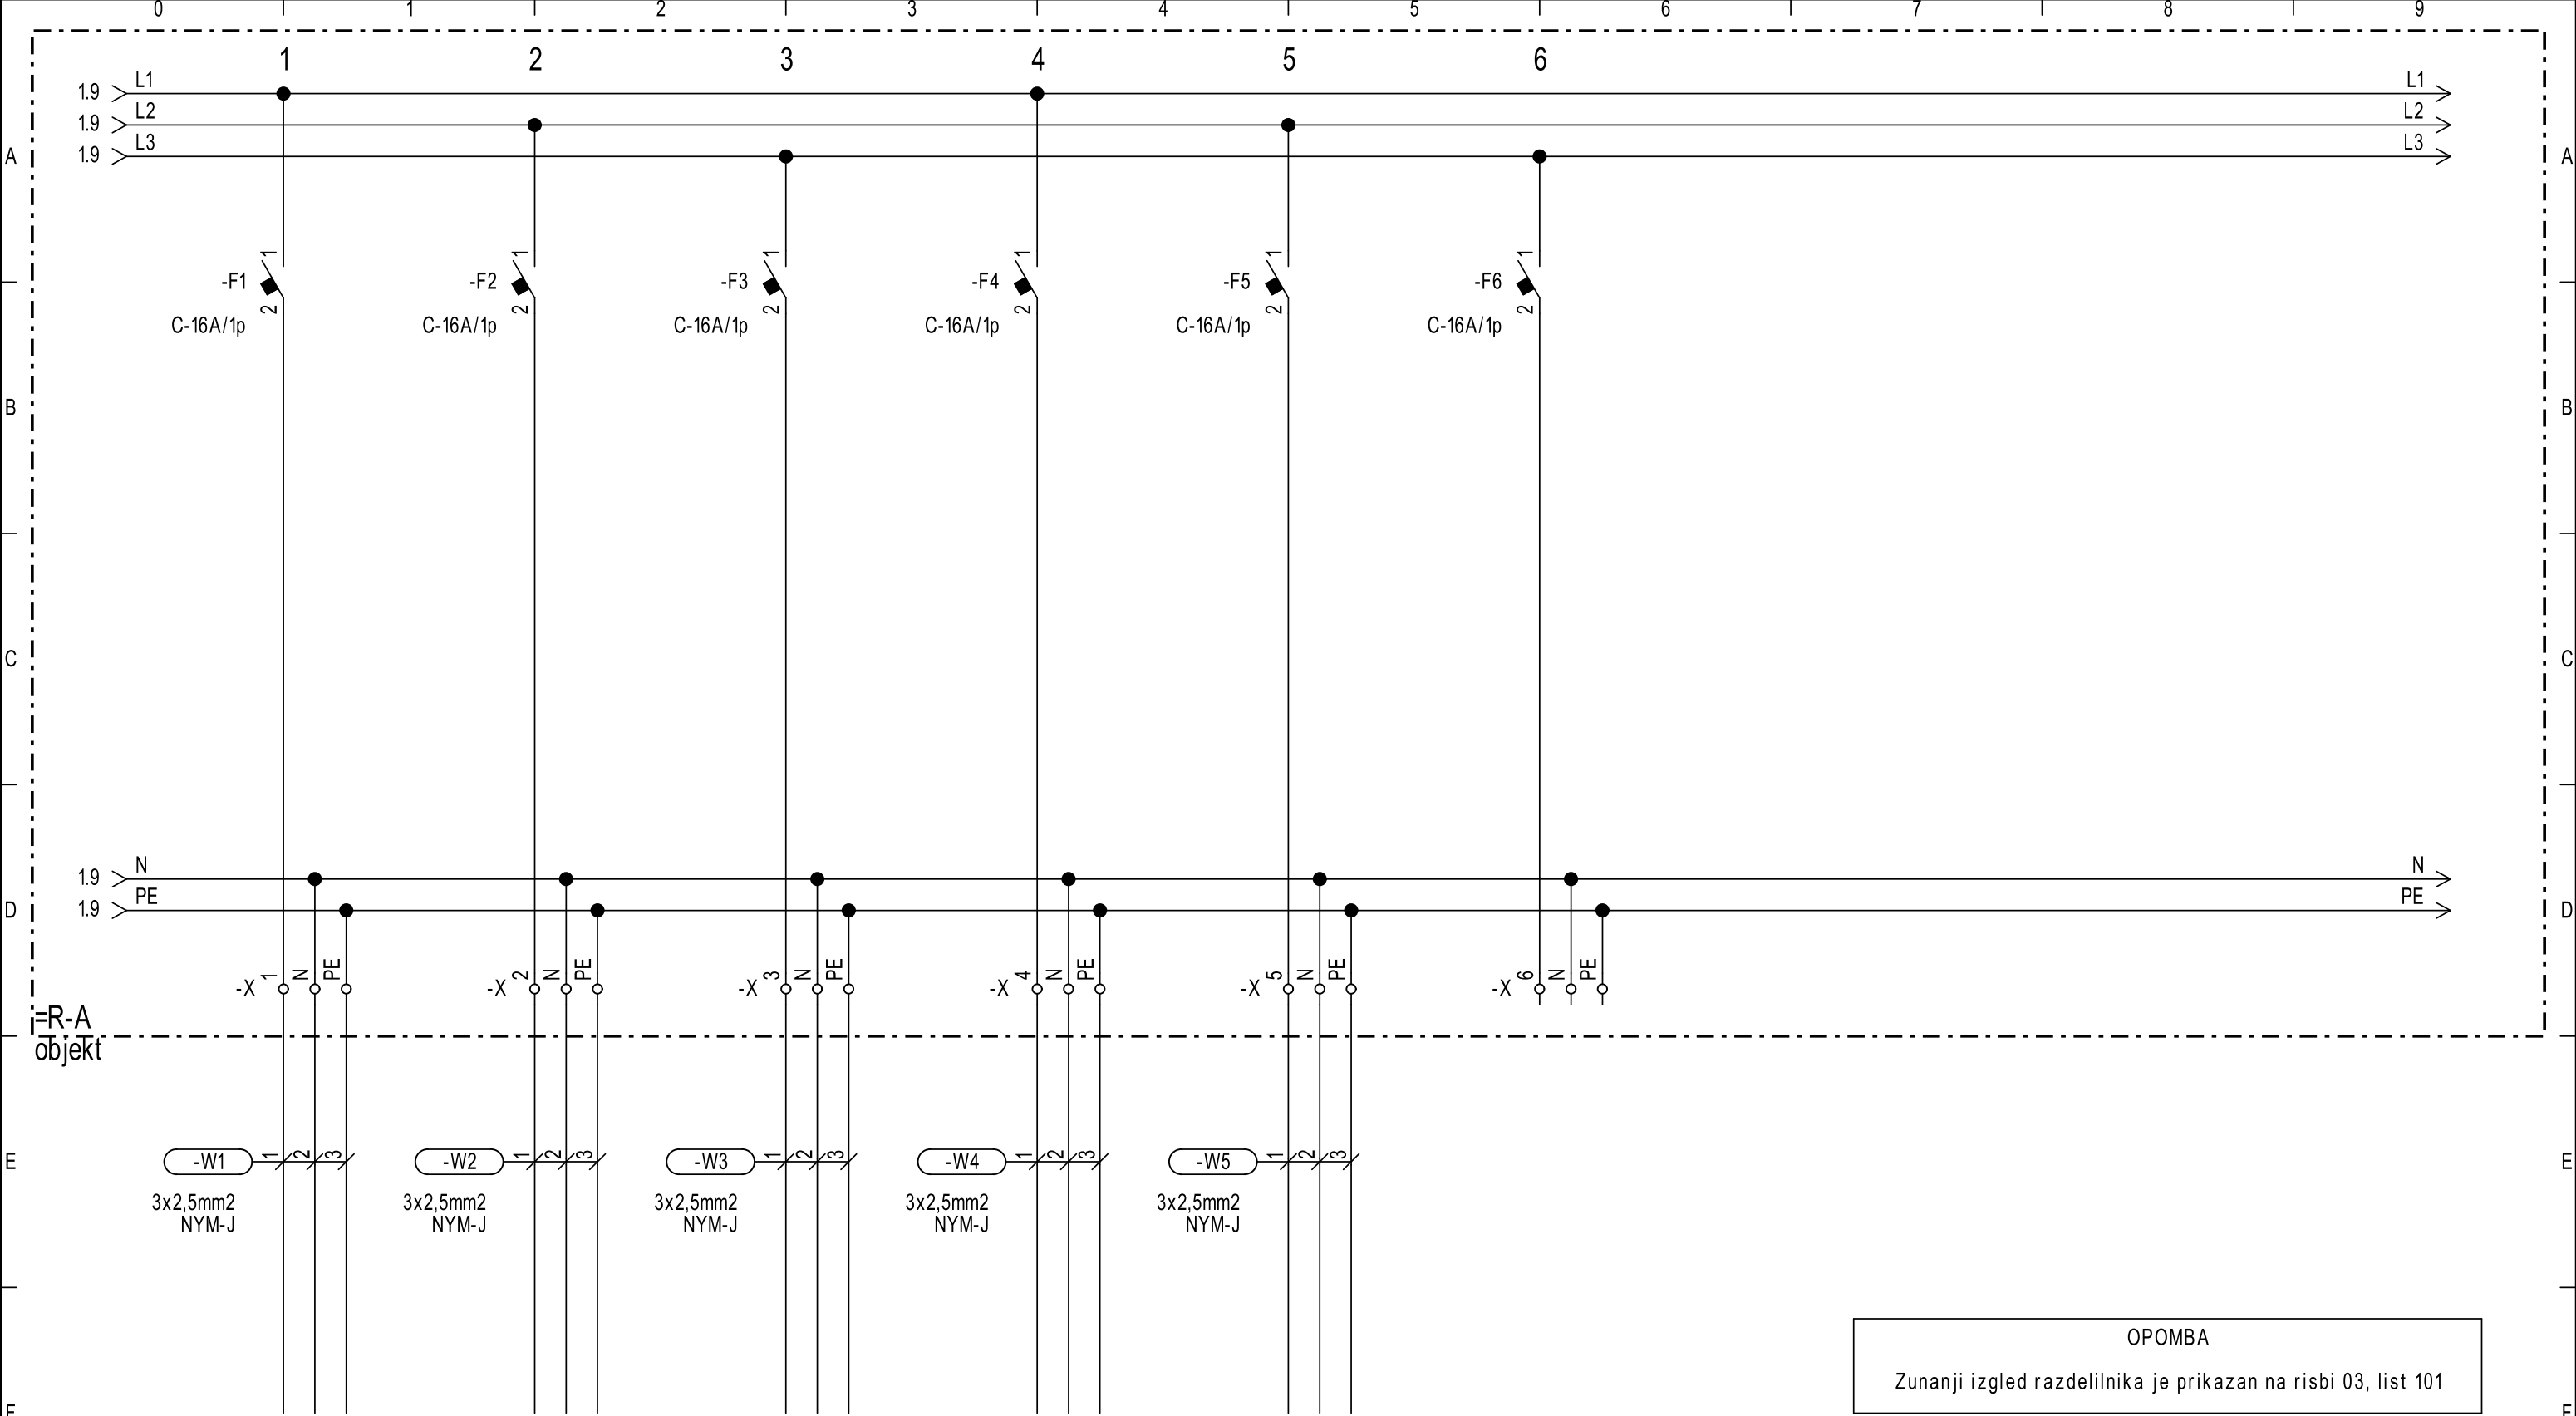 0 1 2 3 4 5 6 7 8 9
1 2 3 4 5 6
1.9 L1 L1
1.9 L2 L2
1.9 L3 L3
A A
1 1 1 1 1 1
-F1 -F2 -F3 -F4 -F5 -F6
2 2 2 2 2 2
C-16A/1p C-16A/1p C-16A/1p C-16A/1p C-16A/1p C-16A/1p
B B
C C
1.9 N N
1.9 PE PE
D D
-X 1 N PE -X 2 N PE -X 3 N PE -X 4 N PE -X 5 N PE -X 6 N PE
=R-A
objekt
E -W1 1 2 3 -W2 1 2 3 -W3 1 2 3 -W4 1 2 3 -W5 1 2 3 E
3x2,5mm2 3x2,5mm2 3x2,5mm2 3x2,5mm2 3x2,5mm2
NYM-J NYM-J NYM-J NYM-J NYM-J
OPOMBA
Zunanji izgled razdelilnika je prikazan na risbi 03, list 101